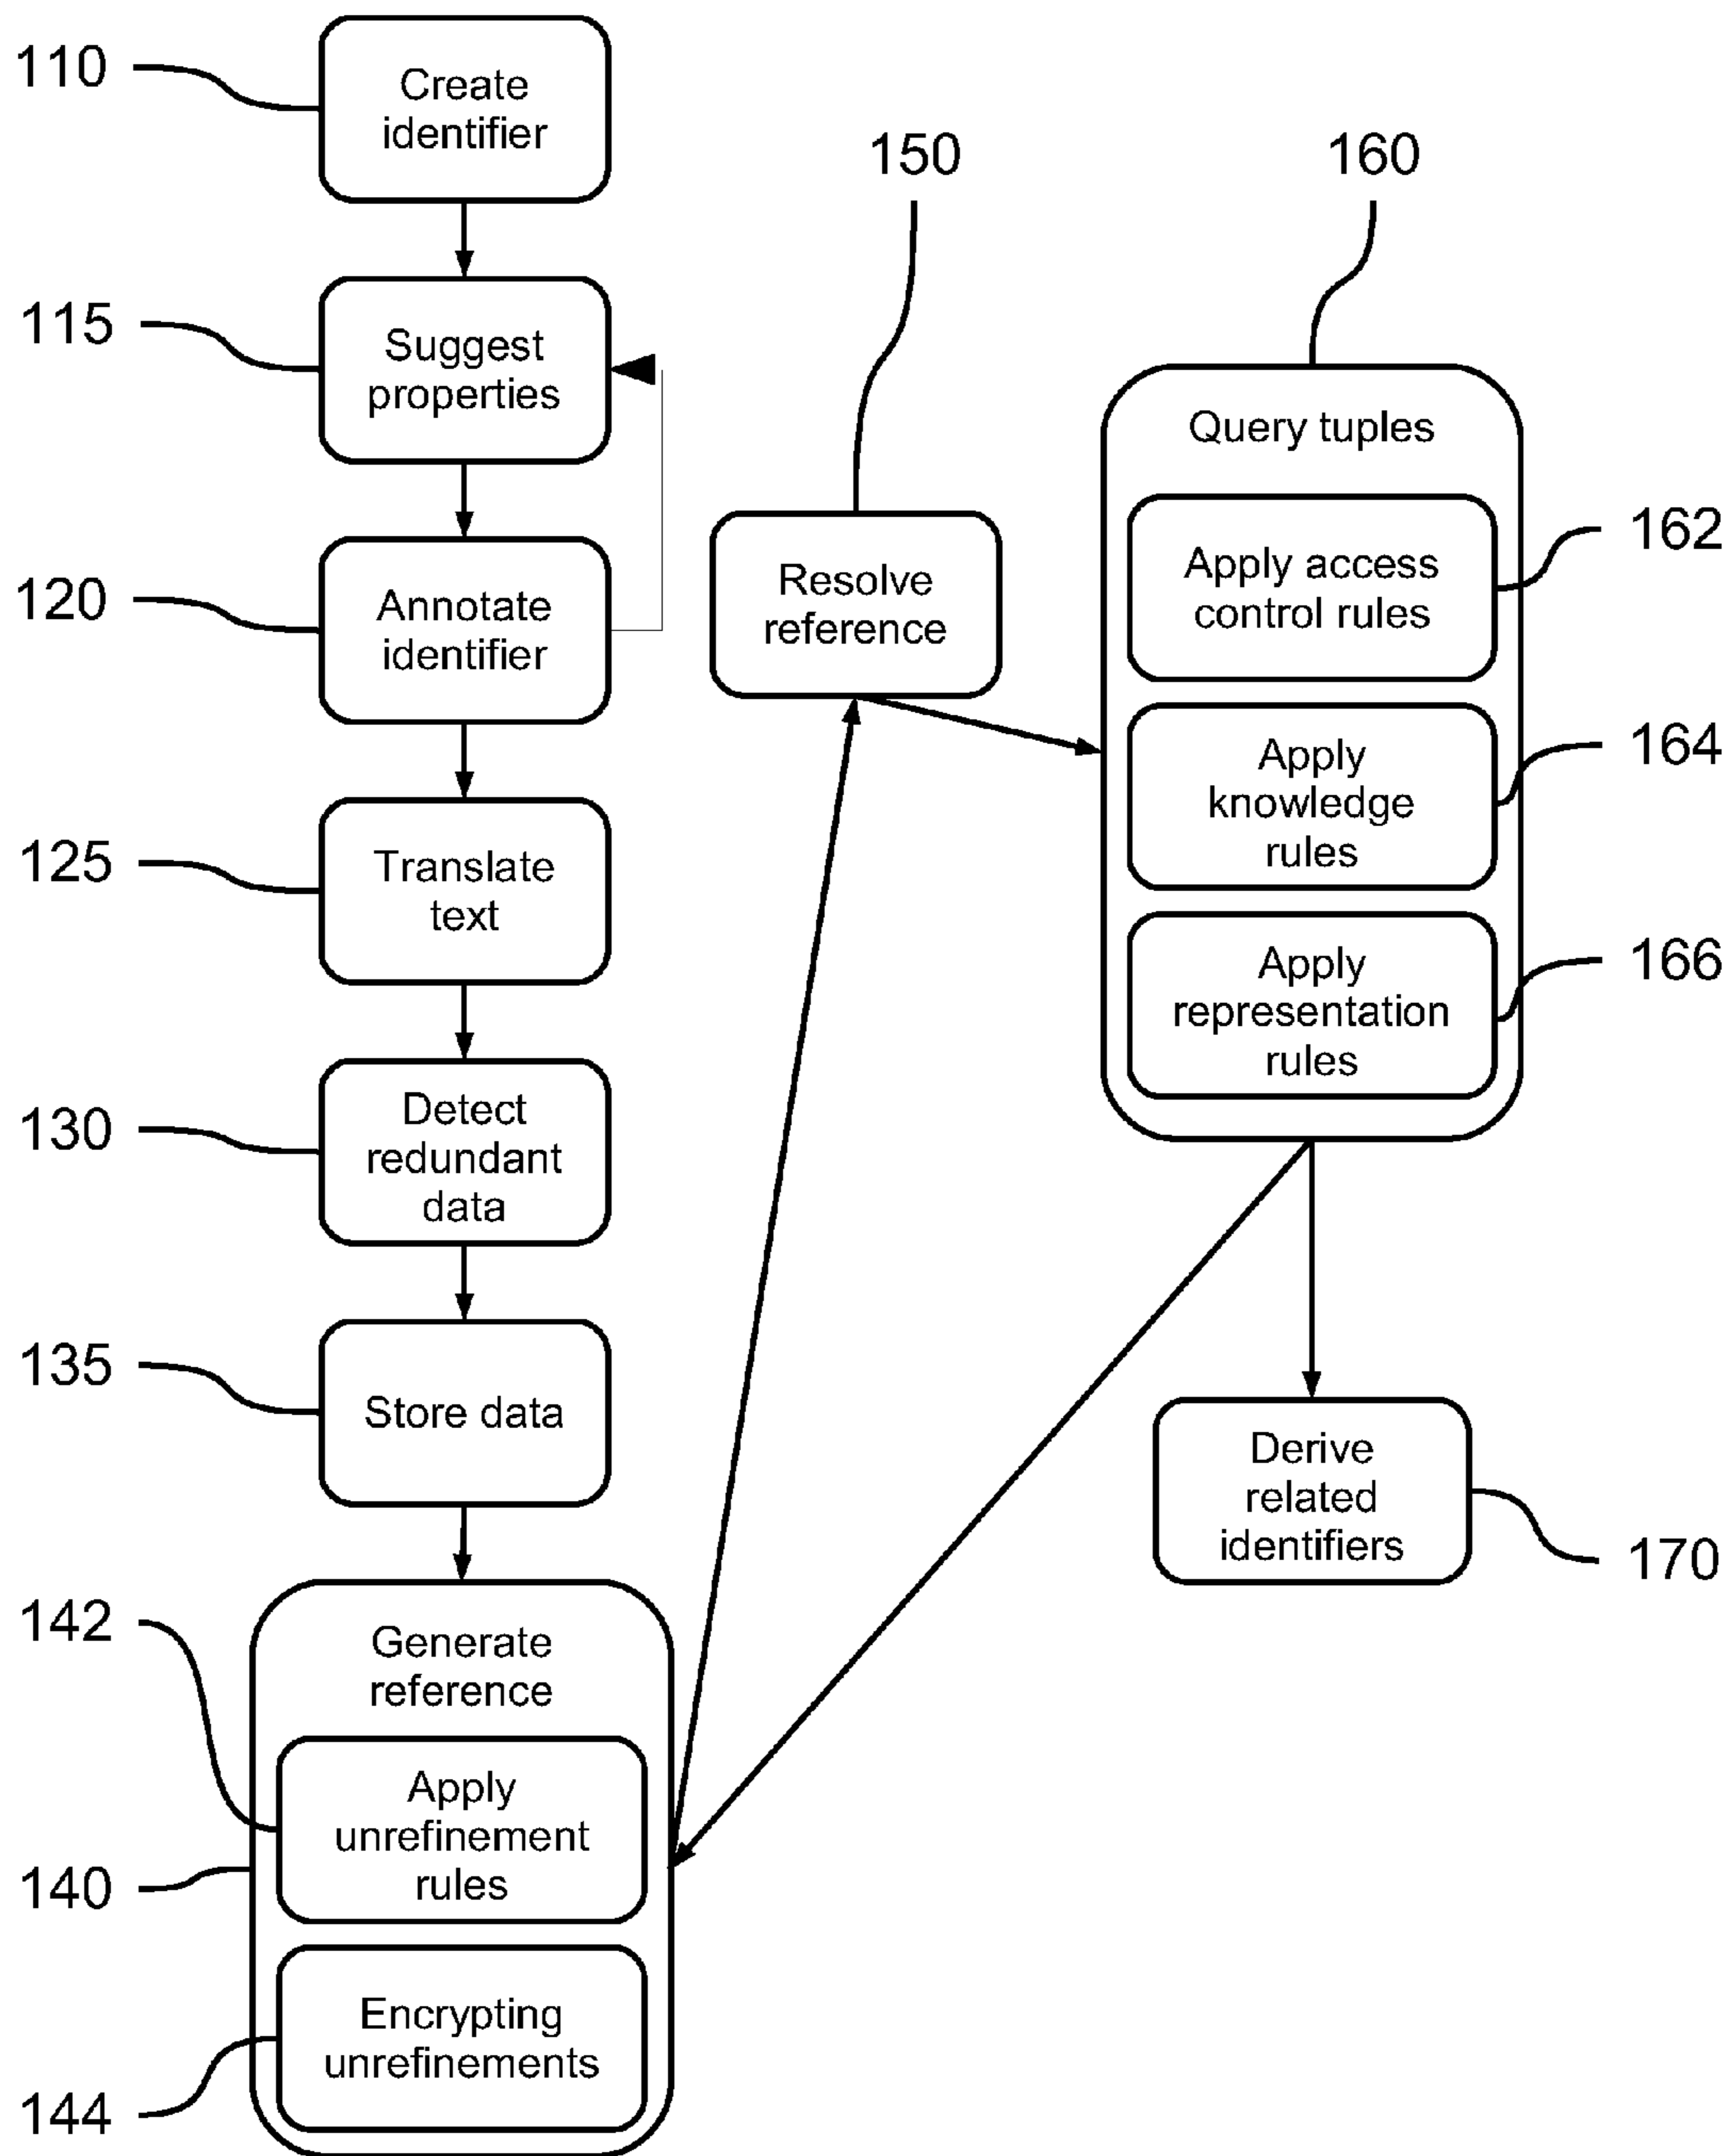 110
Create
identifier
150
160
115
Suggest
properties
Query tuples
162
Apply access
control rules
120
Annotate
identifier
Resolve
reference
164
Apply
knowledge
rules
125
Translate
text
166
Apply
representation
rules
130
Detect
redundant
data
135
Store data
Derive
related
identifiers
170
142
Generate
reference
Apply
unrefinement
rules
140
Encrypting
unrefinements
144